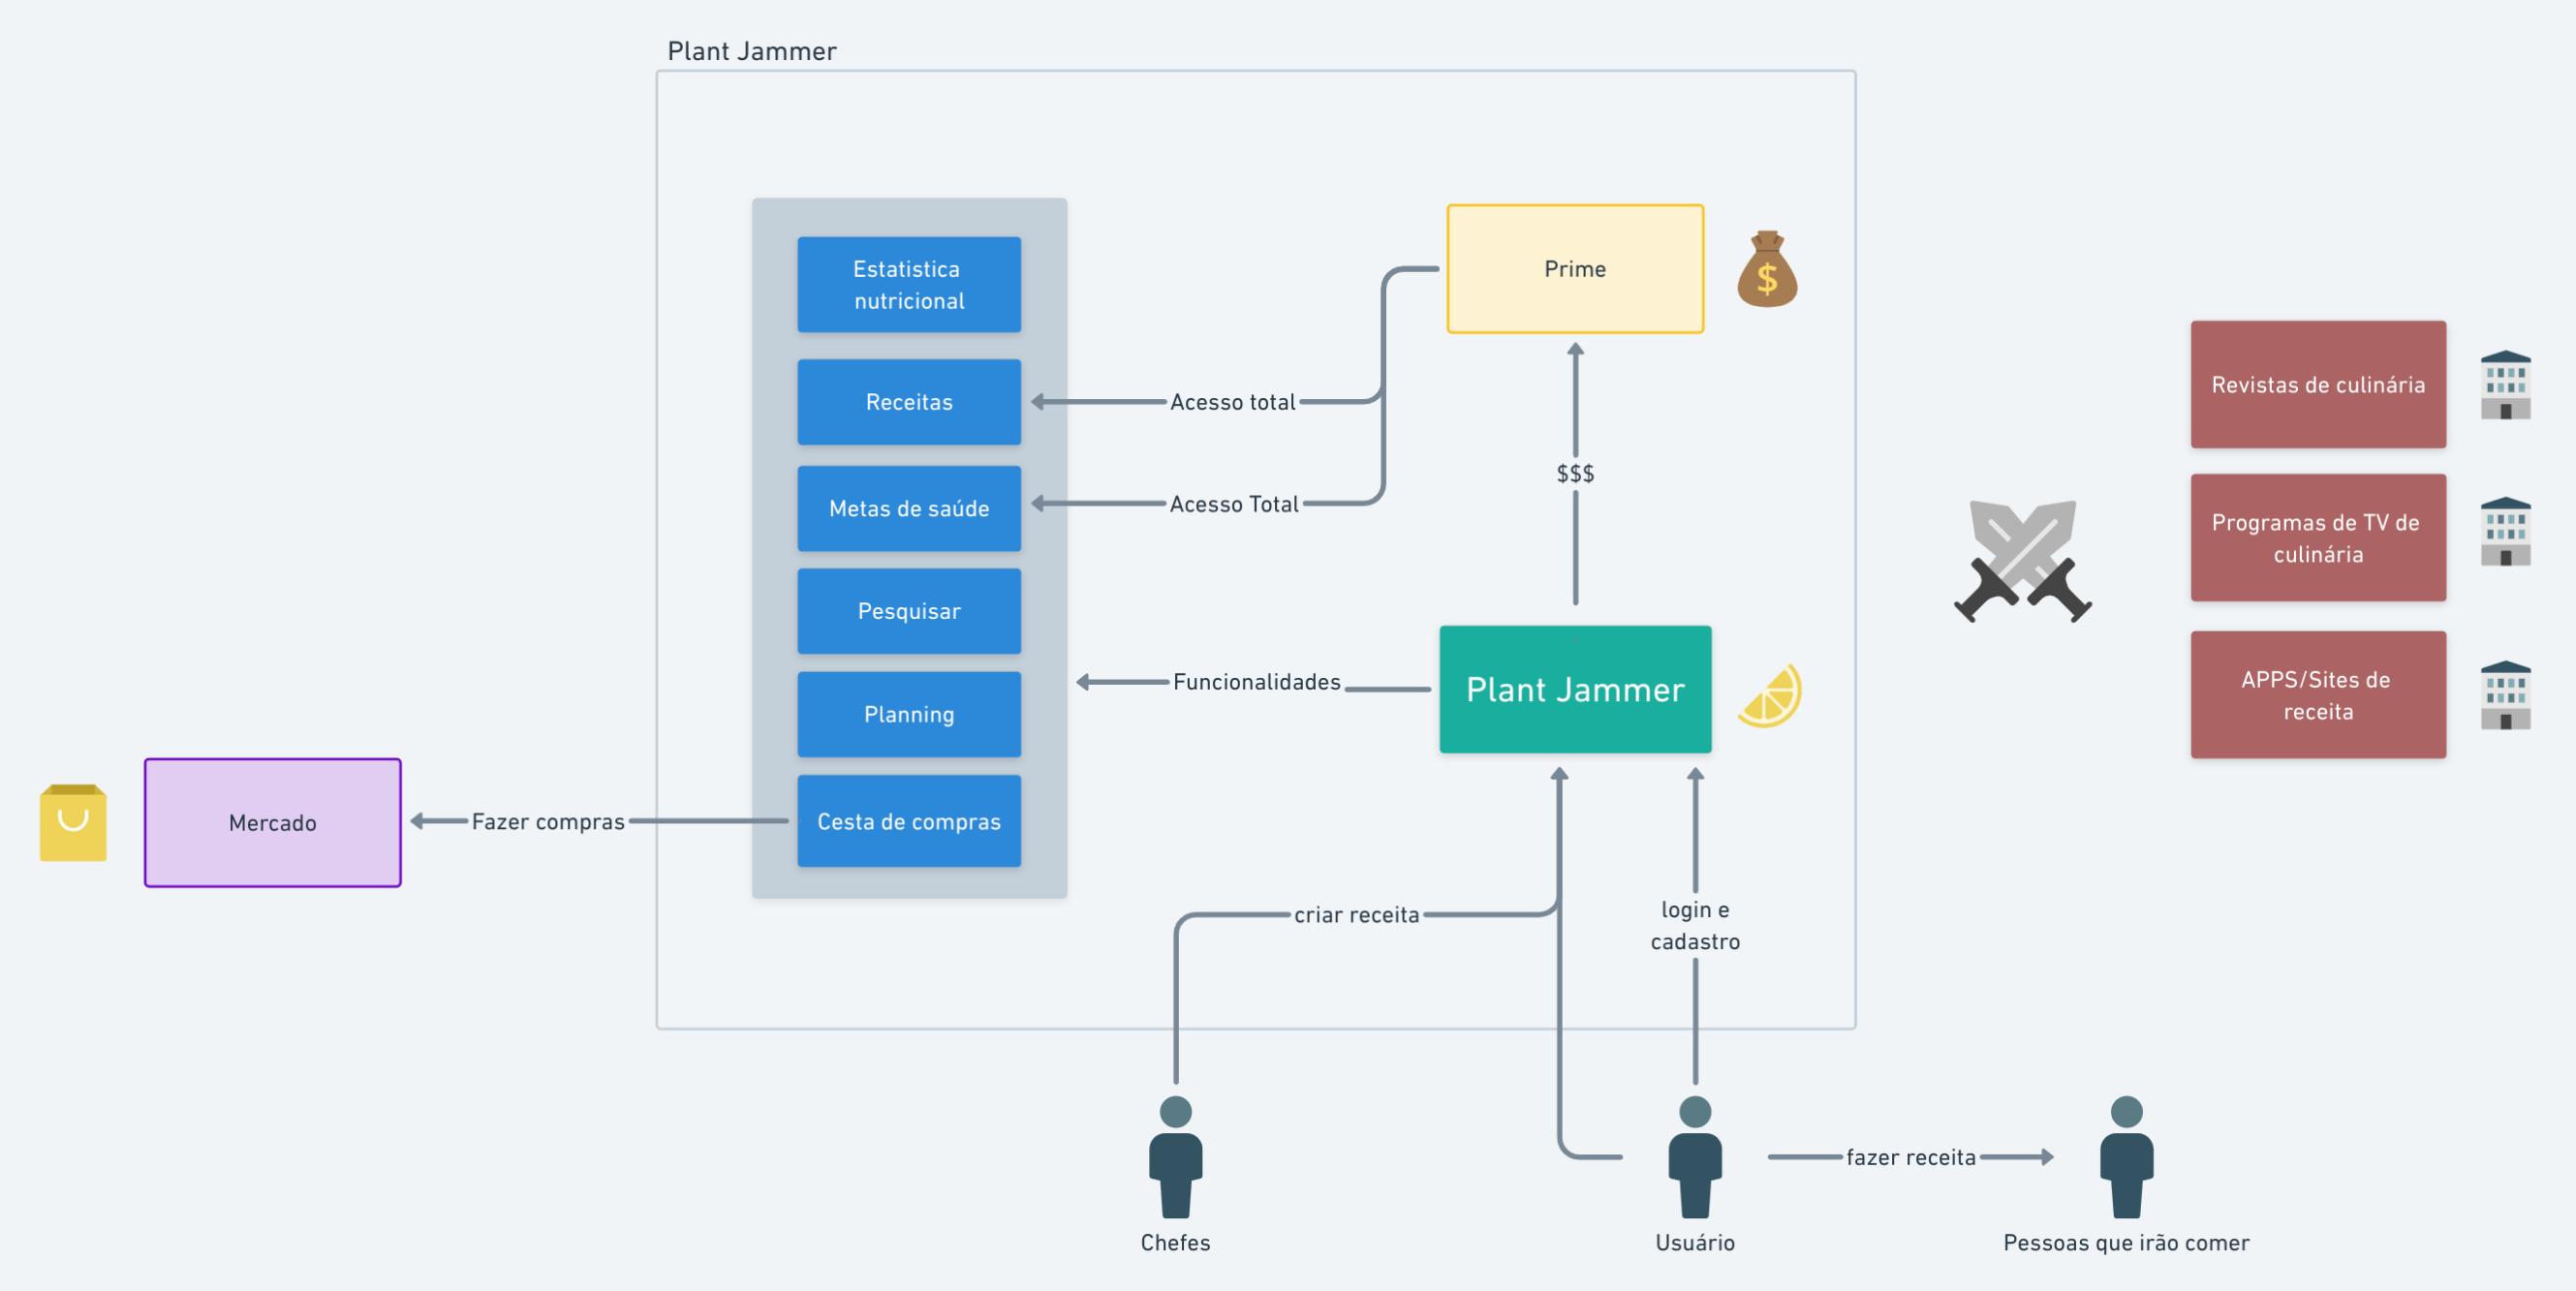 Plant Jammer
Estatistica
nutricional
Receitas
Metas de saúde
Pesquisar
Planning
Cesta de compras
Prime
$
Acesso total
Acesso Total
$$$
Funcionalidades
Plant Jammer
Mercado
Fazer compras
criar receita
login e
cadastro
fazer receita
Chefes
Usuário
Pessoas que irão comer
Revistas de culinária
Programas de TV de
culinária
APPS/Sites de
receita